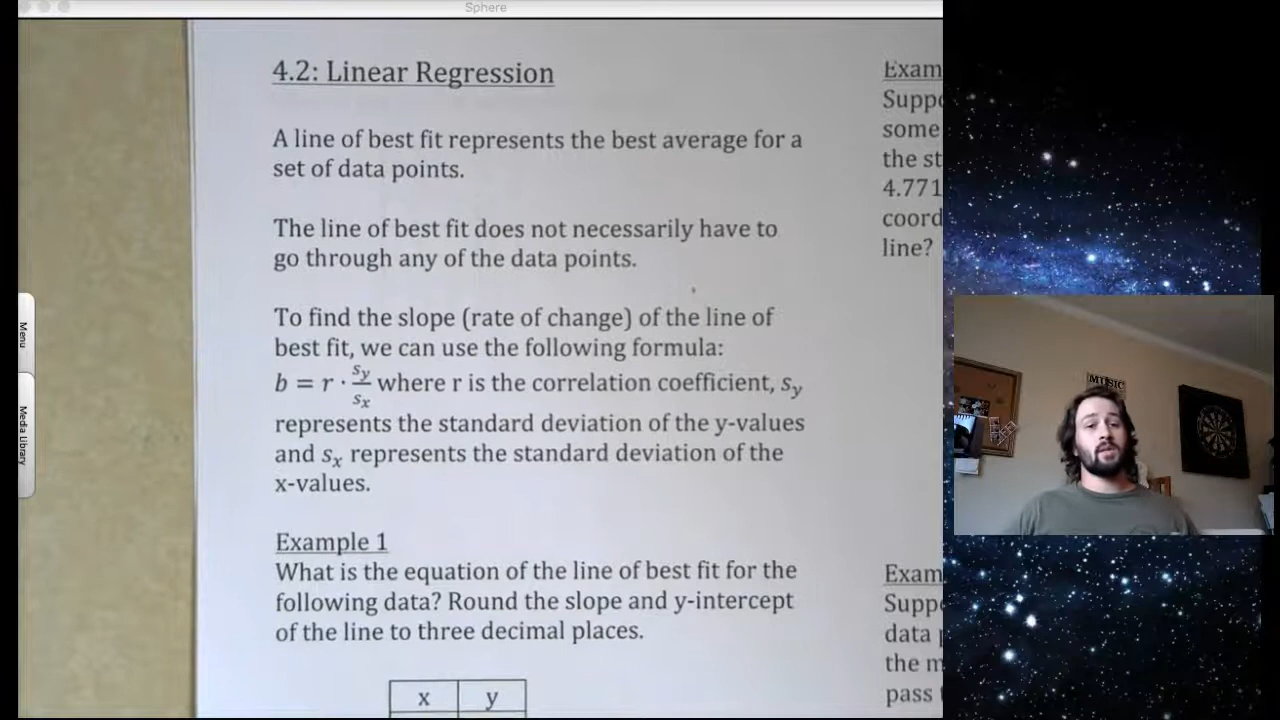 Sphere
4.2: Linear Regression
A line of best fit represents the best average for a
set of data points.
The line of best fit does not necessarily have to
go through any of the data points.
To find the slope (rate of change) of the line of
best fit, we can use the following formula:
b = r · s_y/s_x where r is the correlation coefficient, s_y
represents the standard deviation of the y-values
and s_x represents the standard deviation of the
x-values.
Example 1
What is the equation of the line of best fit for the
following data? Round the slope and y-intercept
of the line to three decimal places.
x y
Exam
Suppo
some
the st
4.771
coord
line?
Exam
Suppo
data
the m
pass
Menu
Media Library
MUSIC